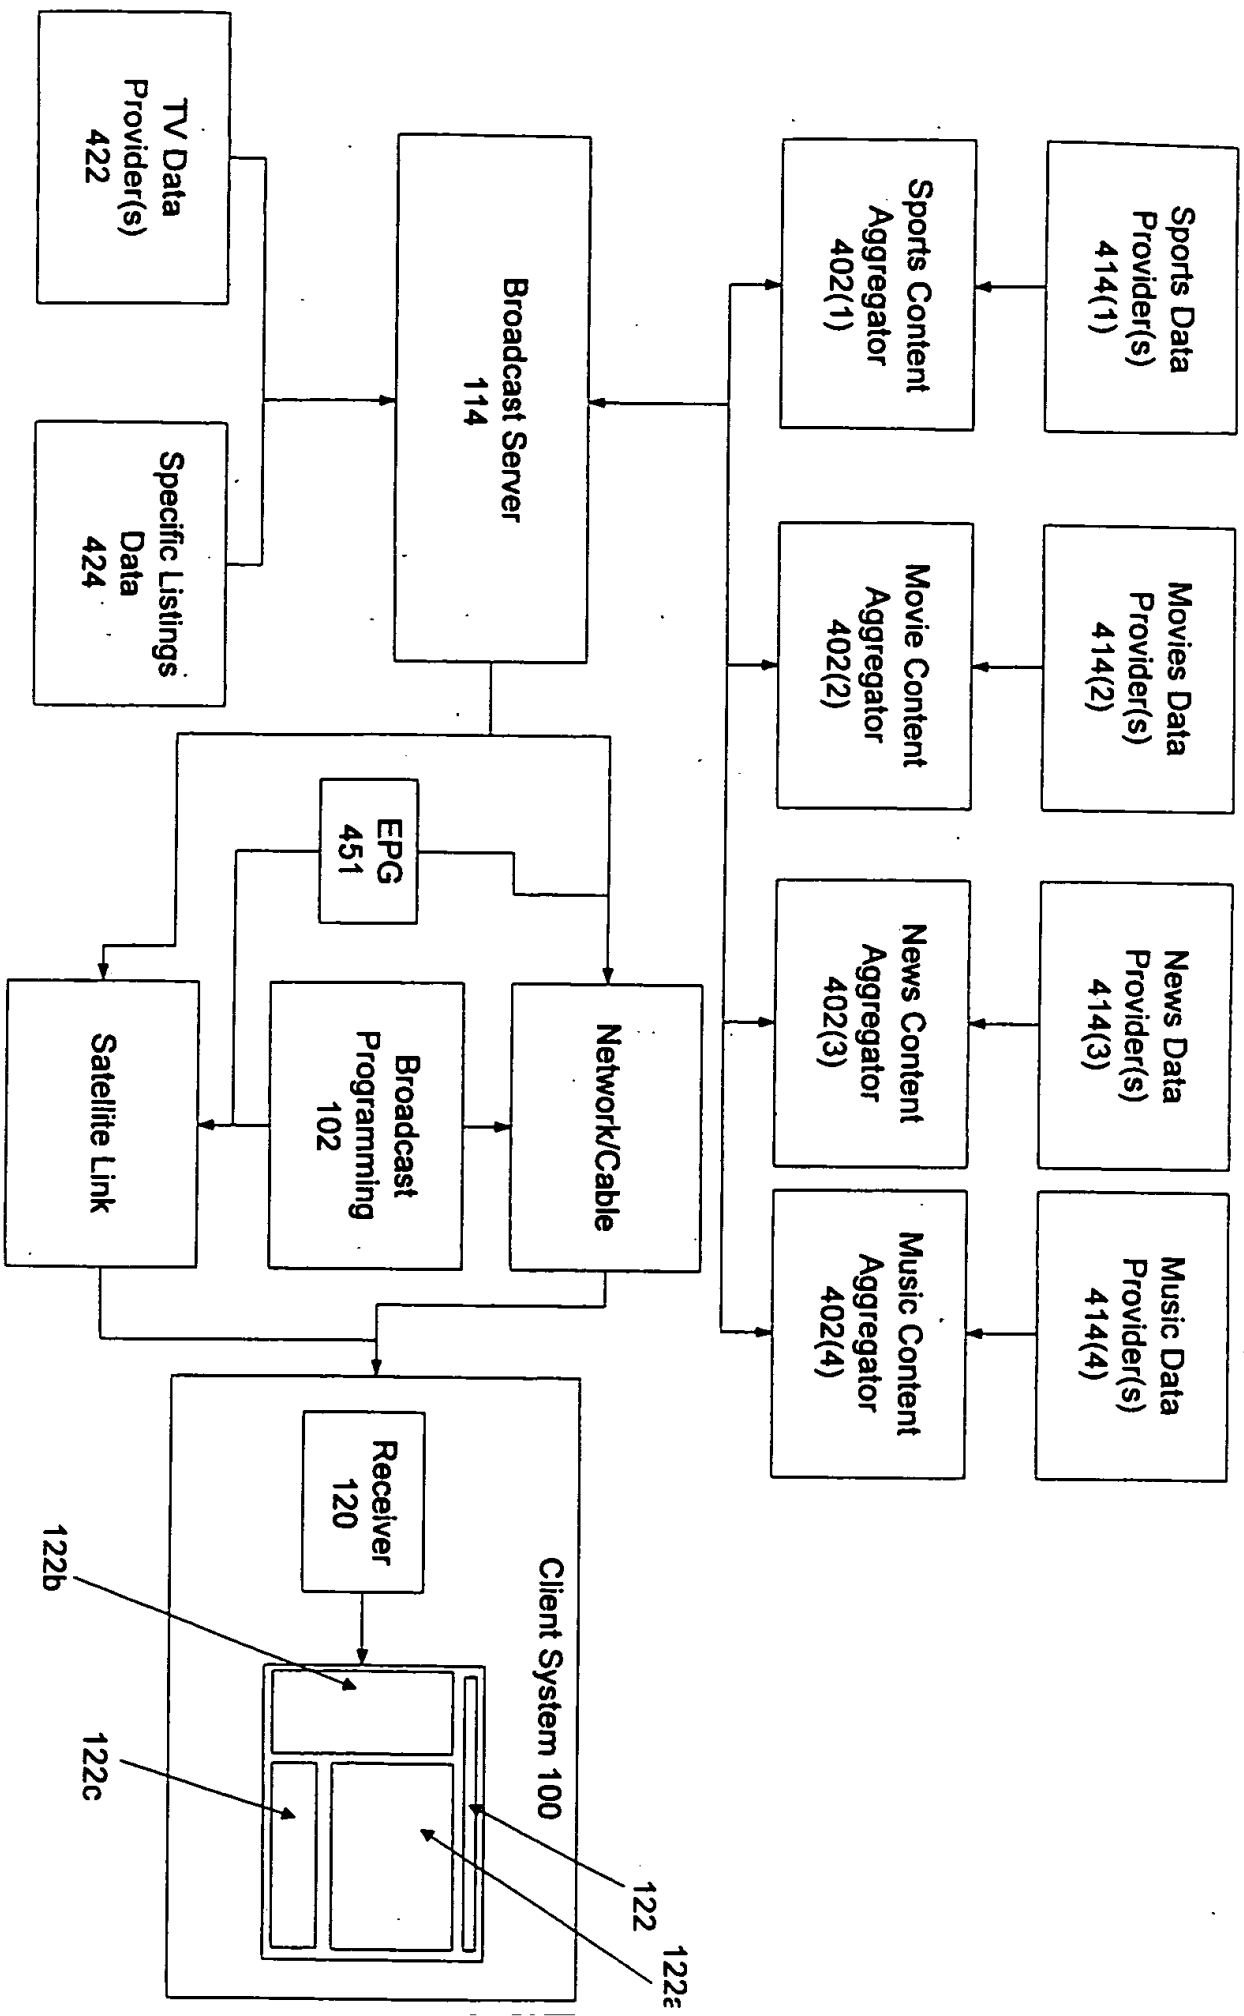 Sports Data
Provider(s)
414(1)
Movies Data
Provider(s)
414(2)
News Data
Provider(s)
414(3)
Music Data
Provider(s)
414(4)
Sports Content
Aggregator
402(1)
Movie Content
Aggregator
402(2)
News Content
Aggregator
402(3)
Music Content
Aggregator
402(4)
Broadcast Server
114
TV Data
Provider(s)
422
Specific Listings
Data
424
EPG
451
Network/Cable
Broadcast
Programming
102
Satellite Link
Client System 100
Receiver
120
122
122a
122b
122c